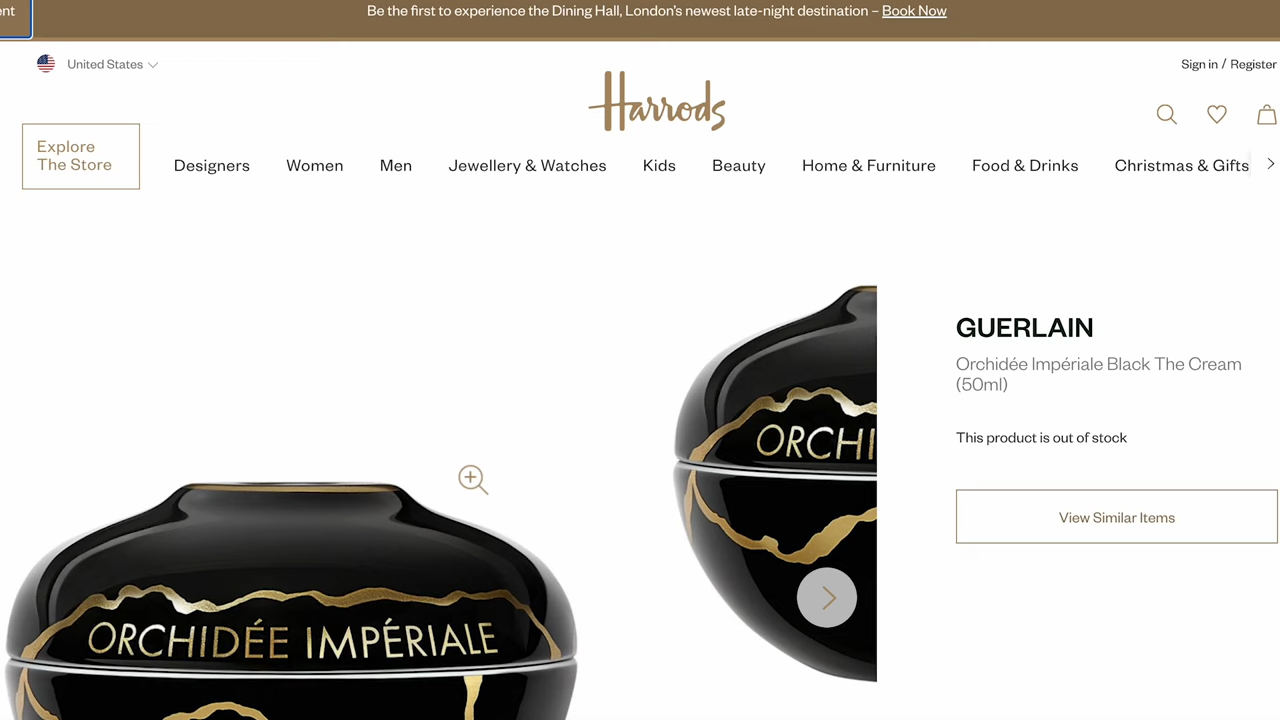 Be the first to experience the Dining Hall, London's newest late-night destination – Book Now
United States
Sign in / Register
Harrods
Explore
The Store
Designers
Women
Men
Jewellery & Watches
Kids
Beauty
Home & Furniture
Food & Drinks
Christmas & Gifts
GUERLAIN
Orchidée Impériale Black The Cream
(50ml)
This product is out of stock
View Similar Items
ORCHI
ORCHIDÉE IMPÉRIALE